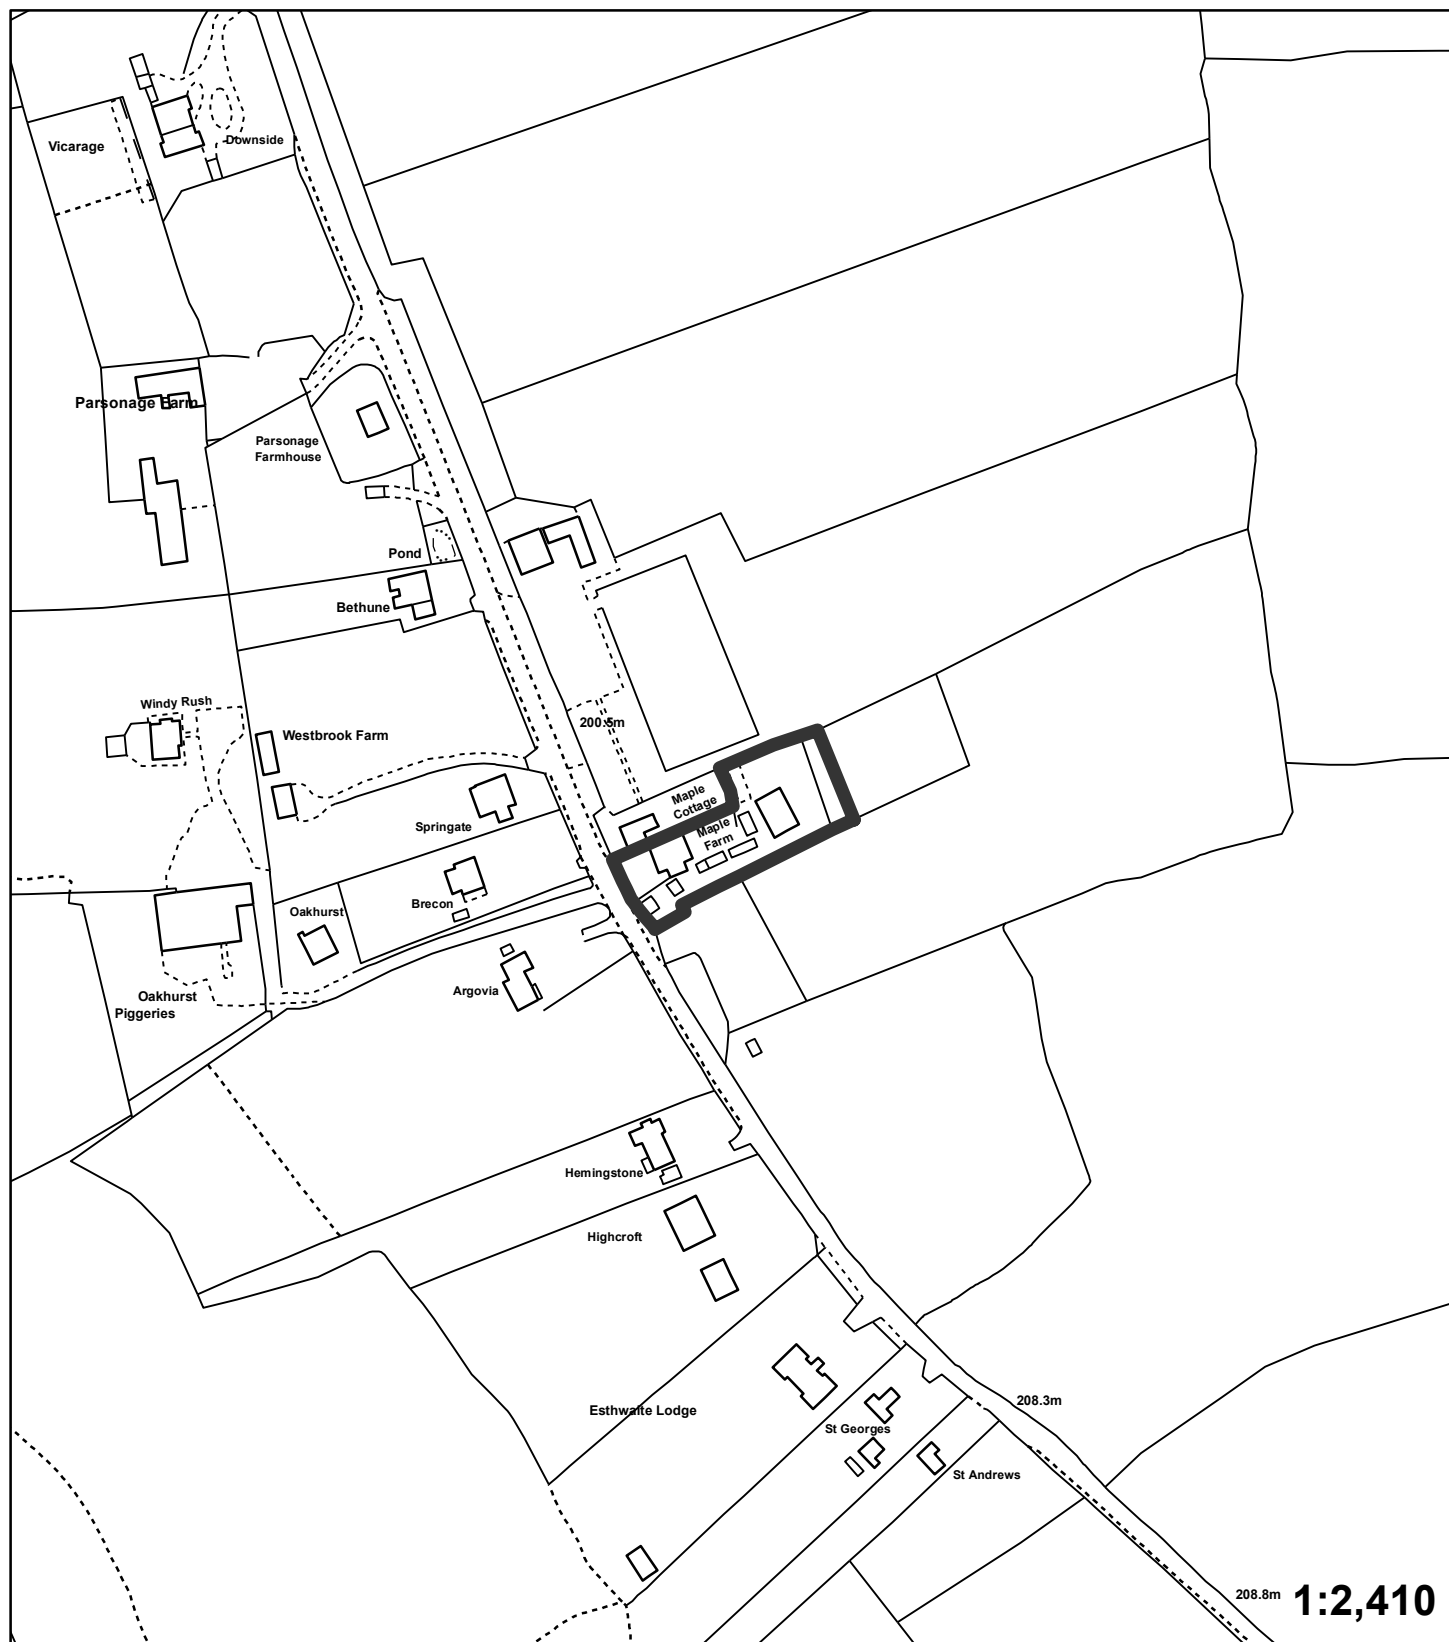 Vicarage
Downside
Parsonage Farm
Parsonage
Farmhouse
Pond
Bethune
Windy Rush
Westbrook Farm
200.5m
Maple
Cottage
Maple
Farm
Springate
Brecon
Oakhurst
Argovia
Oakhurst
Piggeries
Hemingstone
Highcroft
Esthwaite Lodge
208.3m
St Georges
St Andrews
208.8m
1:2,410